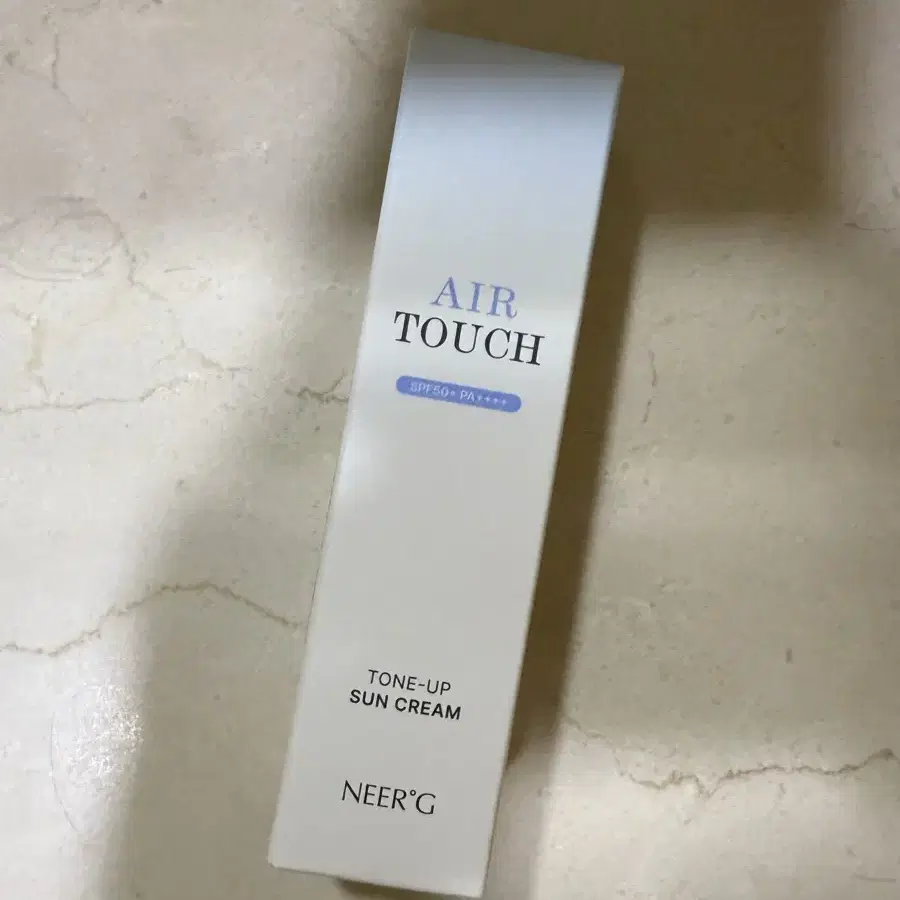 AIR
TOUCH
SPF50+ PA++++
TONE-UP
SUN CREAM
NEER°G